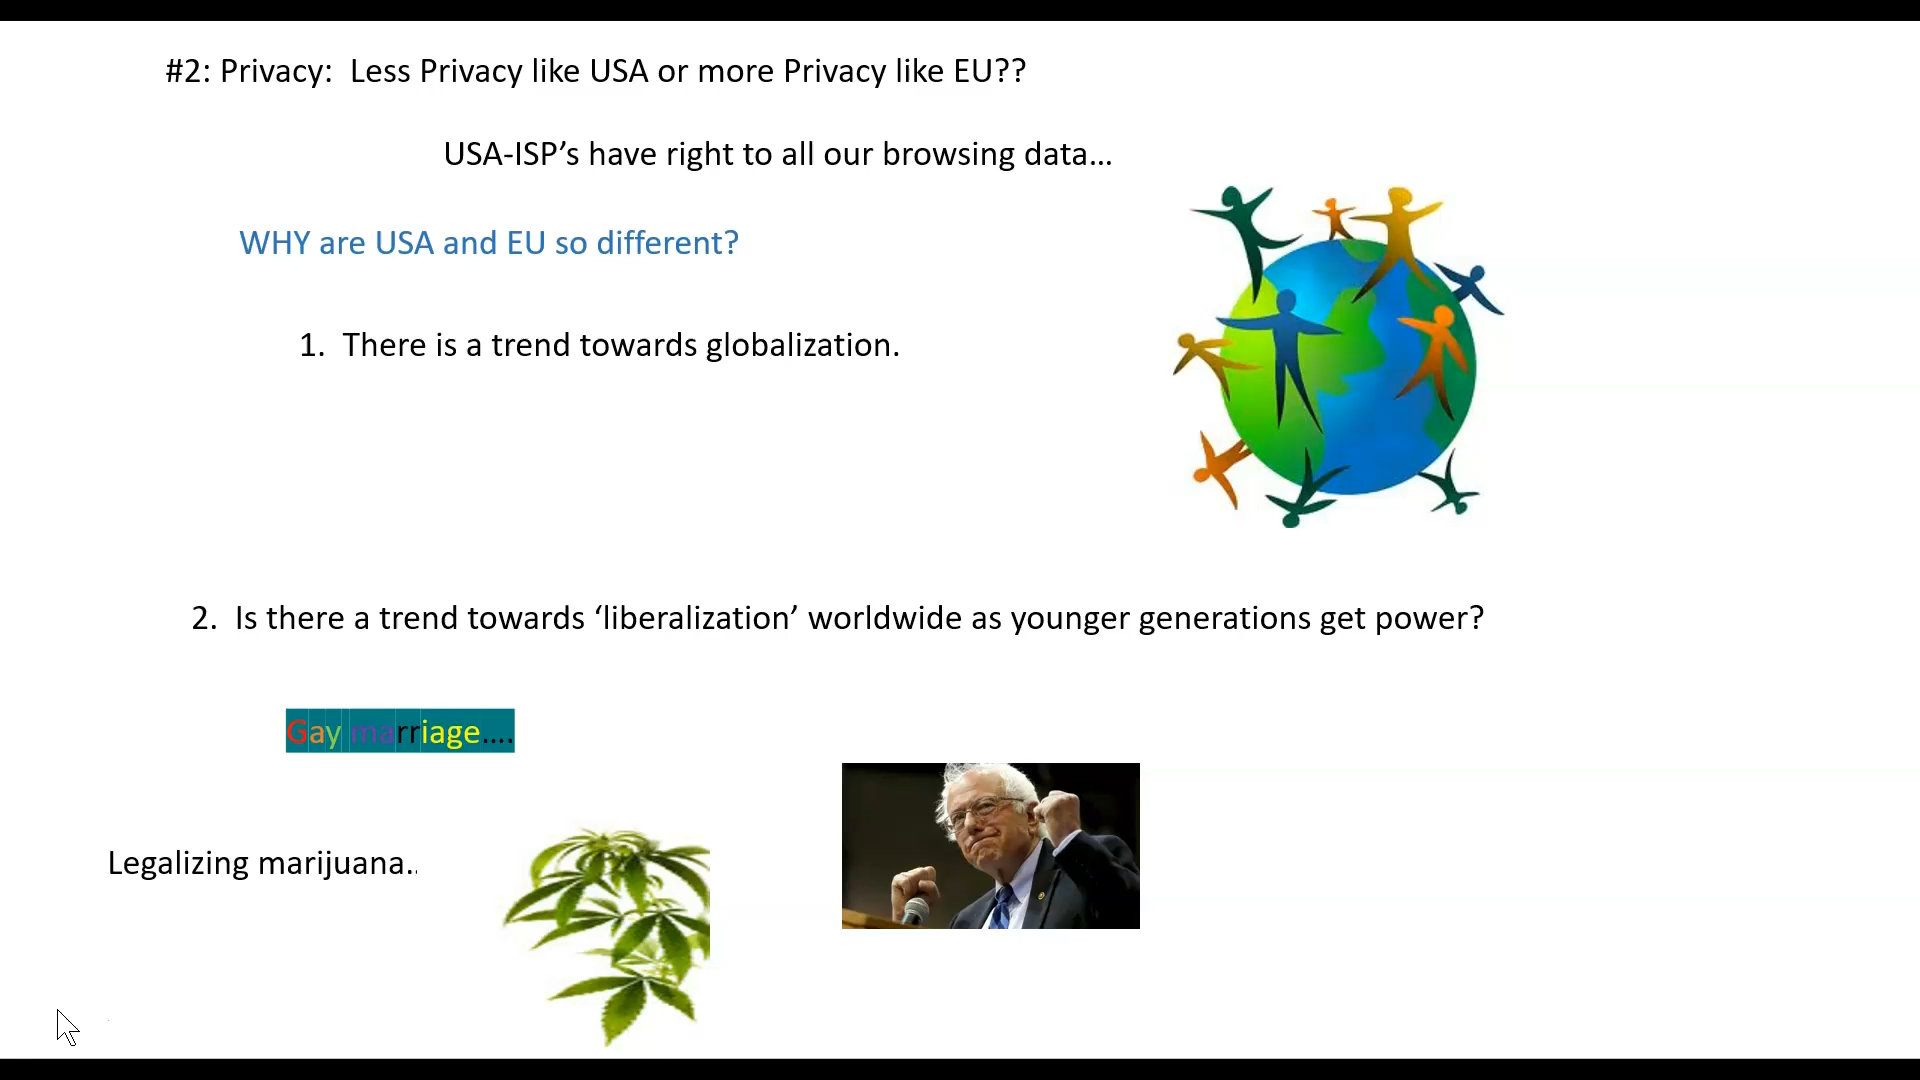 #2: Privacy:  Less Privacy like USA or more Privacy like EU??
USA-ISP’s have right to all our browsing data…
WHY are USA and EU so different?
1.  There is a trend towards globalization.
2.  Is there a trend towards ‘liberalization’ worldwide as younger generations get power?
Gay marriage….
Legalizing marijuana..